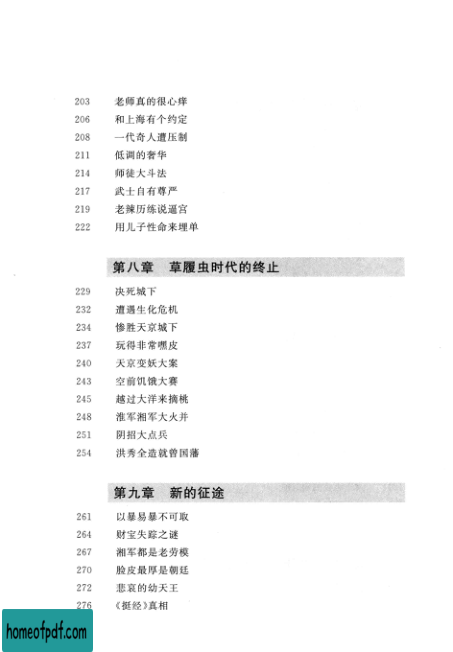 203 老师真的很心痒
206 和上海有个约定
208 一代奇人遭压制
211 低调的奢华
214 师徒大斗法
217 武士自有尊严
219 老辣历练说逼宫
222 用儿子性命来埋单
第八章 草履虫时代的终止
229 决死城下
232 遭遇生化危机
234 惨胜天京城下
237 玩得非常嘿皮
240 天京变妖大案
243 空前饥饿大赛
245 越过大洋来摘桃
248 淮军湘军大火并
251 阴招大点兵
254 洪秀全造就曾国藩
第九章 新的征途
261 以暴易暴不可取
264 财宝失踪之谜
267 湘军都是老劳模
270 脸皮最厚是朝廷
272 悲哀的幼天王
276 《挺经》真相
homeofpdf.com